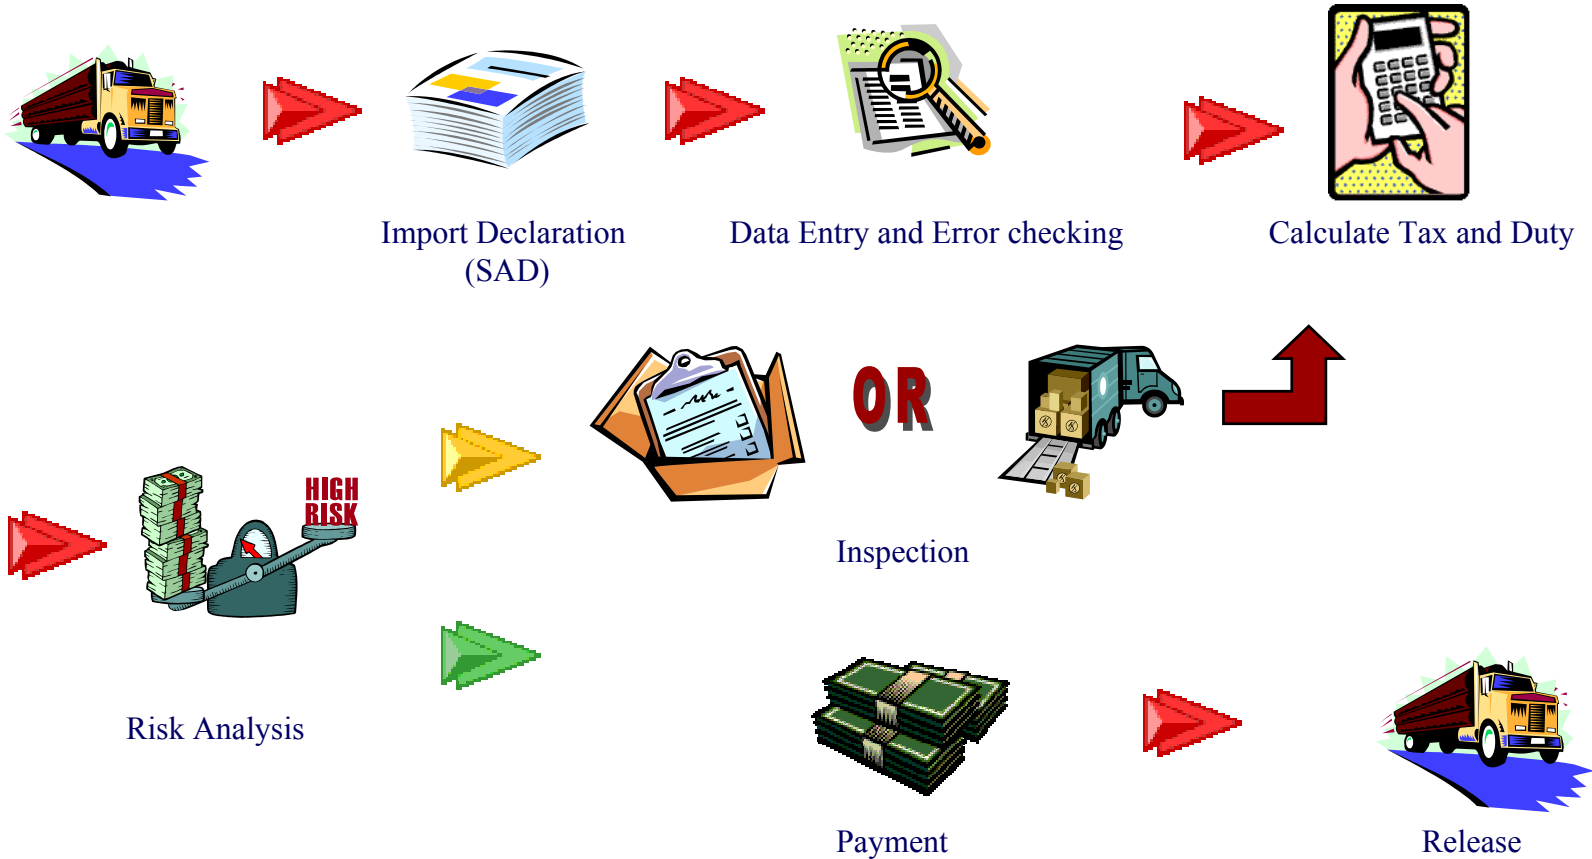 Import Declaration
(SAD)
Data Entry and Error checking
Calculate Tax and Duty
OR
HIGH
RISK
Inspection
Risk Analysis
Payment
Release